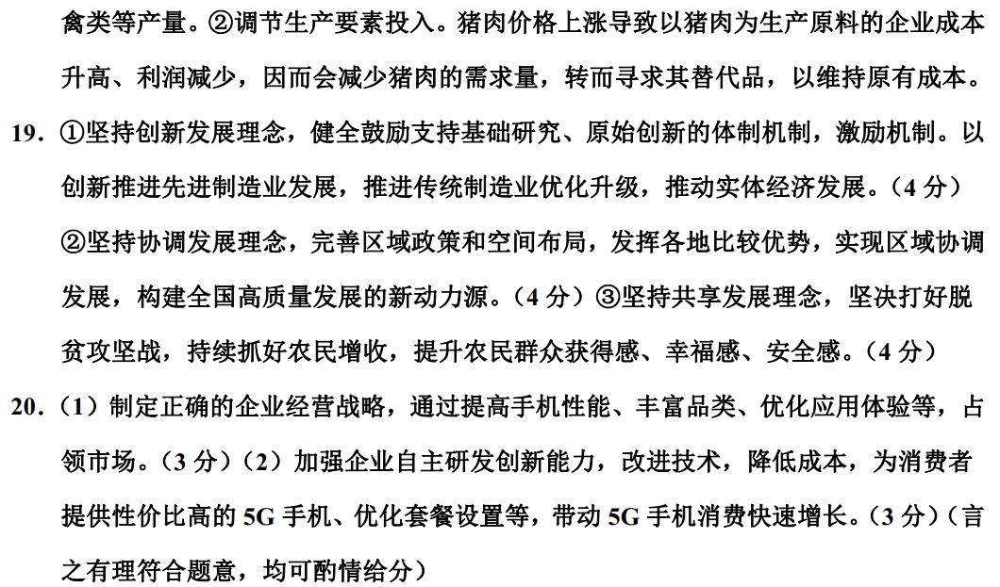 禽类等产量。②调节生产要素投入。猪肉价格上涨导致以猪肉为生产原料的企业成本
升高、利润减少，因而会减少猪肉的需求量，转而寻求其替代品，以维持原有成本。
19．①坚持创新发展理念，健全鼓励支持基础研究、原始创新的体制机制，激励机制。以
创新推进先进制造业发展，推进传统制造业优化升级，推动实体经济发展。（4 分）
②坚持协调发展理念，完善区域政策和空间布局，发挥各地比较优势，实现区域协调
发展，构建全国高质量发展的新动力源。（4 分）③坚持共享发展理念，坚决打好脱
贫攻坚战，持续抓好农民增收，提升农民群众获得感、幸福感、安全感。（4 分）
20．（1）制定正确的企业经营战略，通过提高手机性能、丰富品类、优化应用体验等，占
领市场。（3 分）（2）加强企业自主研发创新能力，改进技术，降低成本，为消费者
提供性价比高的 5G 手机、优化套餐设置等，带动 5G 手机消费快速增长。（3 分）（言
之有理符合题意，均可酌情给分）